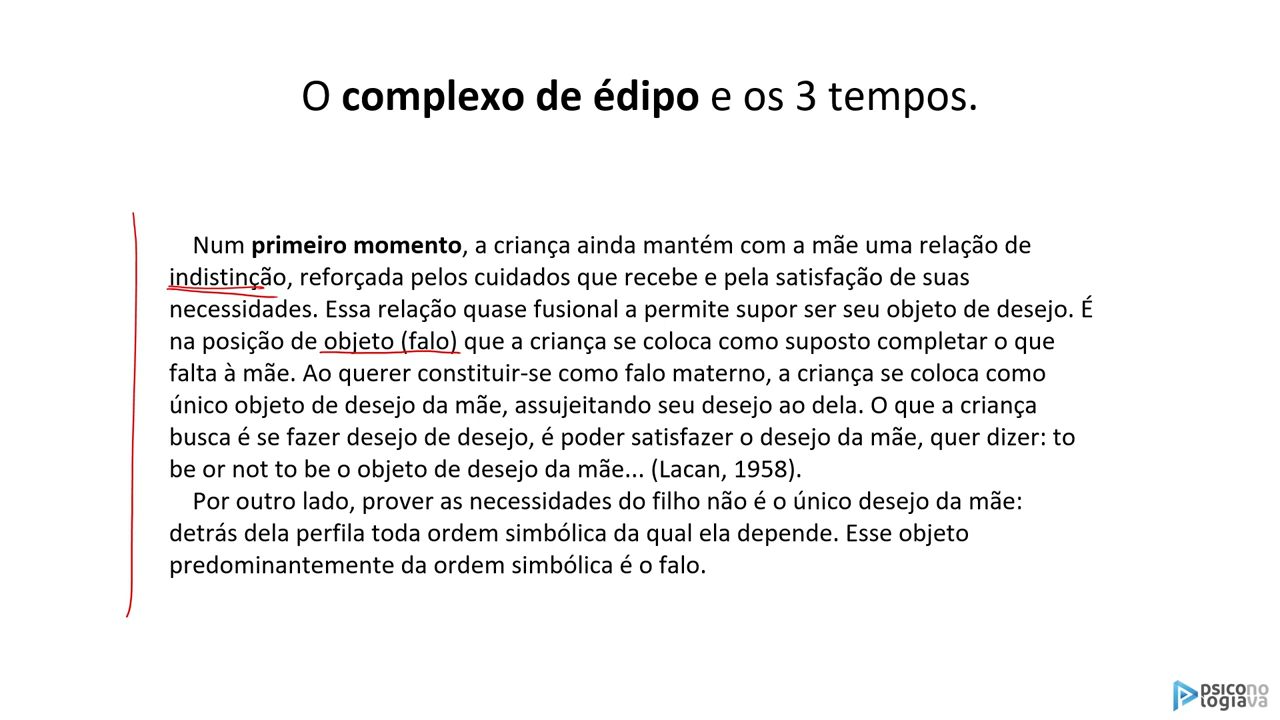 O complexo de édipo e os 3 tempos.
Num primeiro momento, a criança ainda mantém com a mãe uma relação de
indistinção, reforçada pelos cuidados que recebe e pela satisfação de suas
necessidades. Essa relação quase fusional a permite supor ser seu objeto de desejo. É
na posição de objeto (falo) que a criança se coloca como suposto completar o que
falta à mãe. Ao querer constituir-se como falo materno, a criança se coloca como
único objeto de desejo da mãe, assujeitando seu desejo ao dela. O que a criança
busca é se fazer desejo de desejo, é poder satisfazer o desejo da mãe, quer dizer: to
be or not to be o objeto de desejo da mãe... (Lacan, 1958).
Por outro lado, prover as necessidades do filho não é o único desejo da mãe:
detrás dela perfila toda ordem simbólica da qual ela depende. Esse objeto
predominantemente da ordem simbólica é o falo.
psicono
logiava